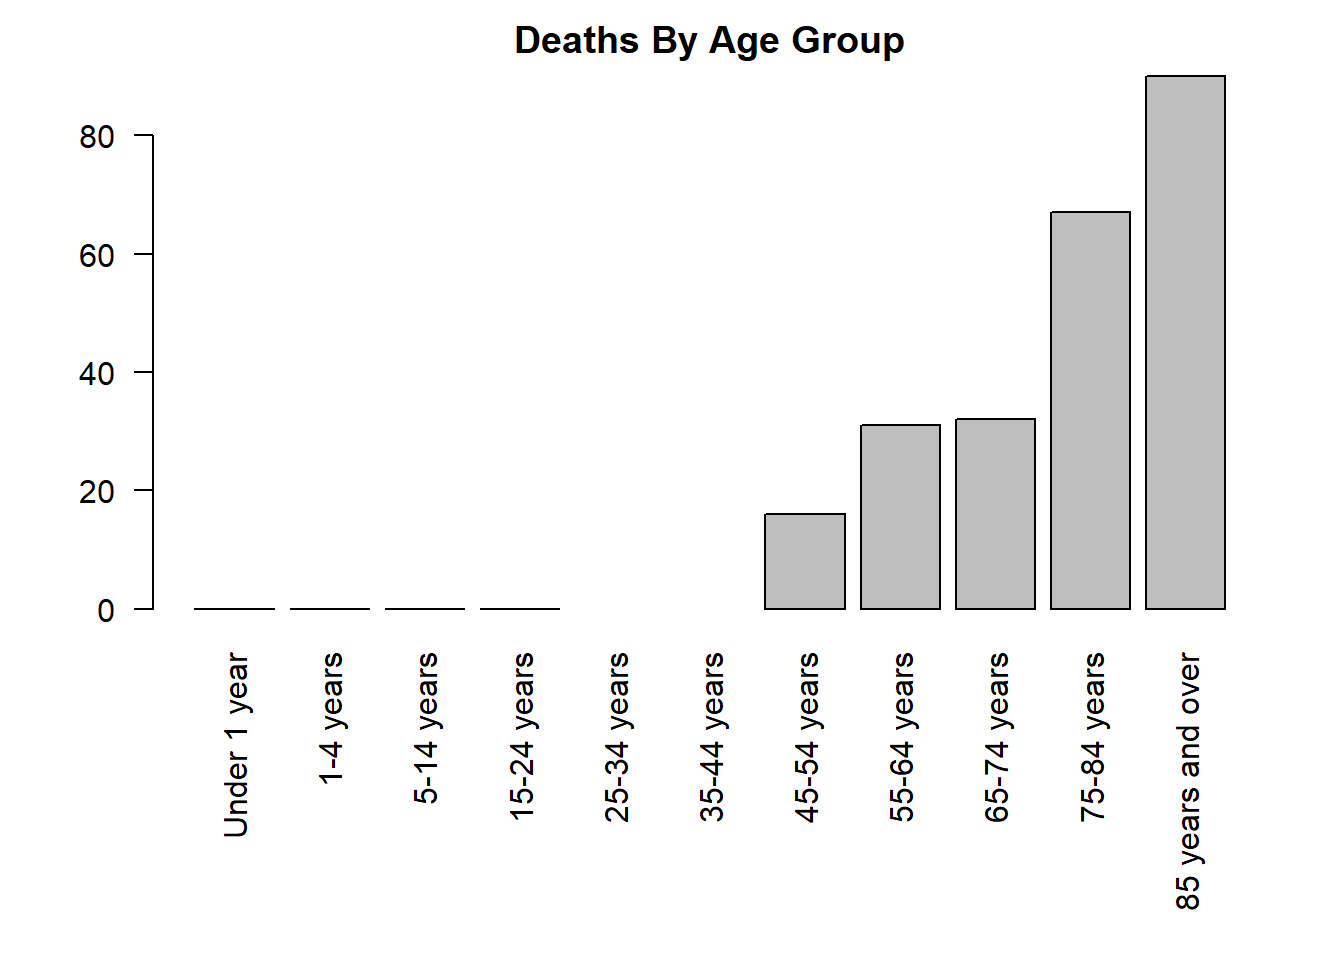 Deaths By Age Group
80
60
40
20
0
Under 1 year
1-4 years
5-14 years
15-24 years
25-34 years
35-44 years
45-54 years
55-64 years
65-74 years
75-84 years
85 years and over